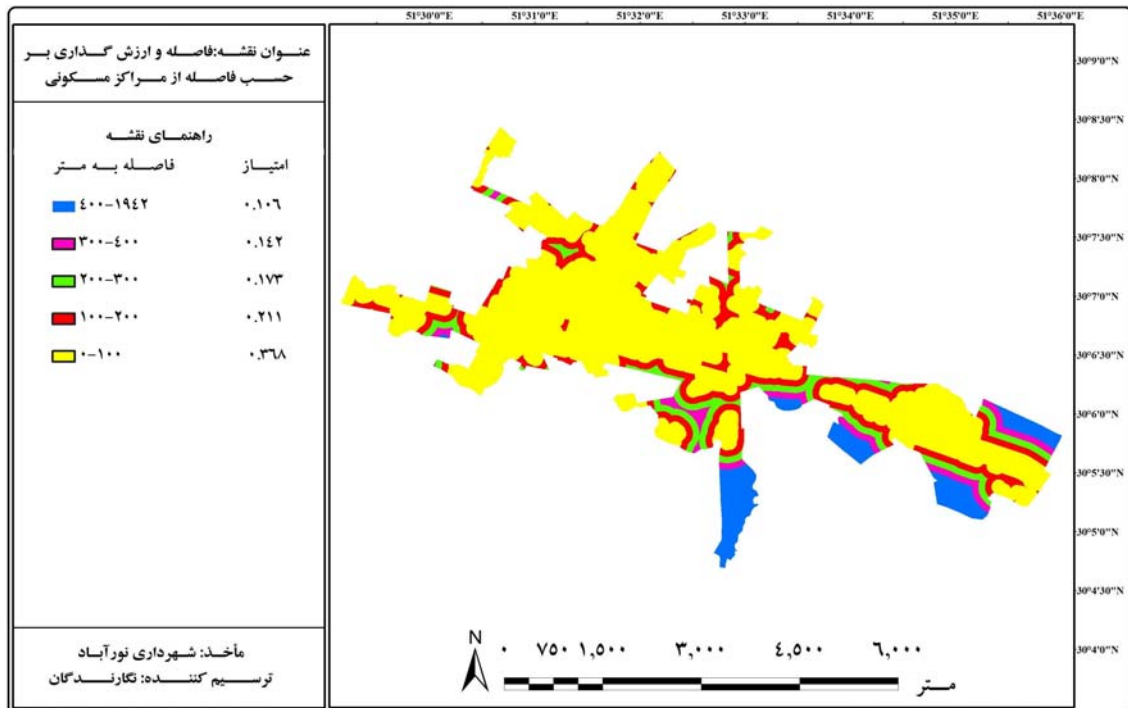 51°30'0"E 51°31'0"E 51°32'0"E 51°33'0"E 51°34'0"E 51°35'0"E 51°36'0"E
عنوان نقشه:فاصله و ارزش گذاری بر
حسب فاصله از مراکز مسکونی
راهنمای نقشه
امتیاز فاصله به متر
۰.۱۰۶ ۴۰۰-۱۹۴۲
۰.۱۴۲ ۳۰۰-۴۰۰
۰.۱۷۳ ۲۰۰-۳۰۰
۰.۲۱۱ ۱۰۰-۲۰۰
۰.۳۶۸ ۰-۱۰۰
مأخذ: شهرداری نورآباد
ترسیم کننده: نگارندگان
30°9'0"N
30°8'30"N
30°8'0"N
30°7'30"N
30°7'0"N
30°6'30"N
30°6'0"N
30°5'30"N
30°5'0"N
30°4'30"N
30°4'0"N
N
۰ ۷۵۰ ۱,۵۰۰ ۳,۰۰۰ ۴,۵۰۰ ۶,۰۰۰
متر